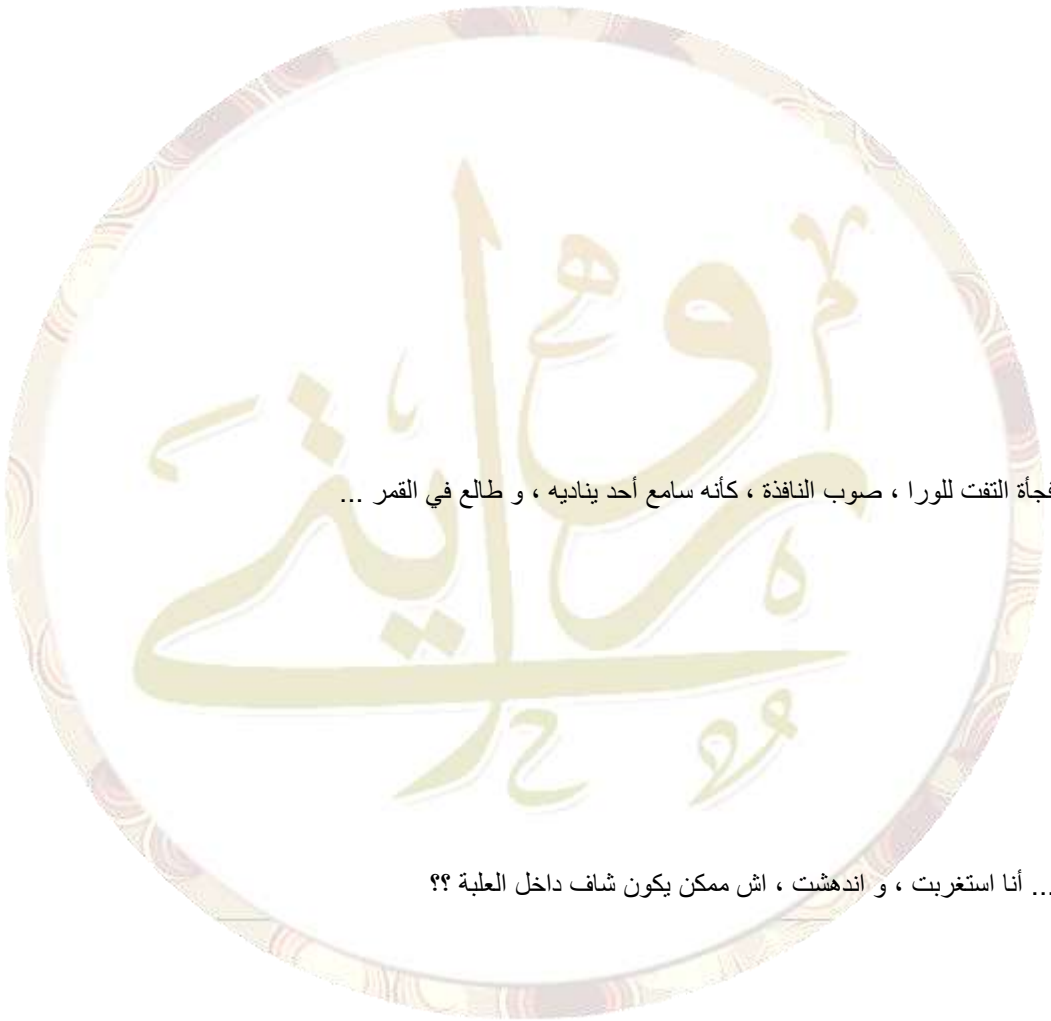 روايتي
فجأة التفت للورا ، صوب النافذة ، كأنه سامع أحد يناديه ، و طالع في القمر ...
... أنا استغربت ، و اندهشت ، اش ممكن يكون شاف داخل العلبة ؟؟